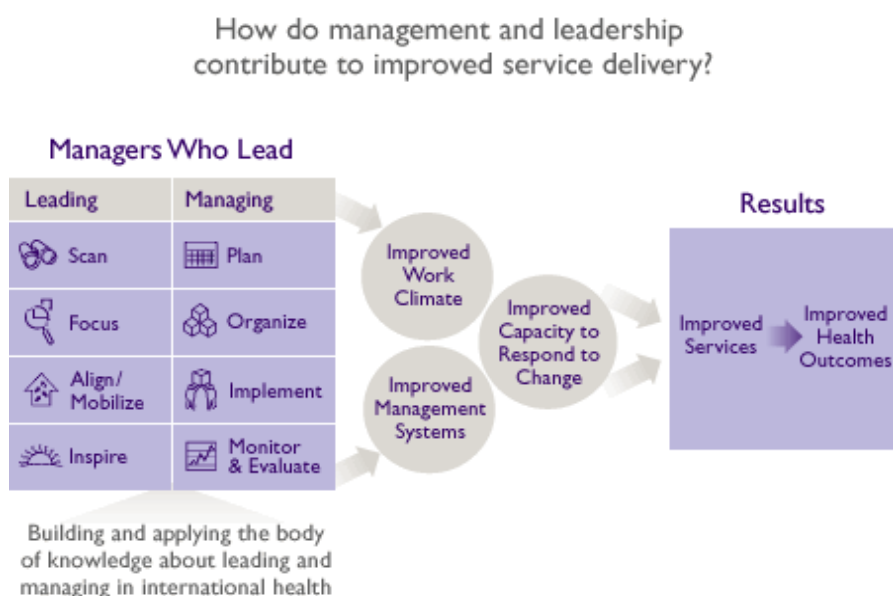 How do management and leadership
contribute to improved service delivery?
Managers Who Lead
Leading
Managing
Scan
Plan
Focus
Organize
Align/
Mobilize
Implement
Inspire
Monitor
& Evaluate
Building and applying the body
of knowledge about leading and
managing in international health
Improved
Work
Climate
Improved
Management
Systems
Improved
Capacity to
Respond to
Change
Results
Improved
Services
Improved
Health
Outcomes